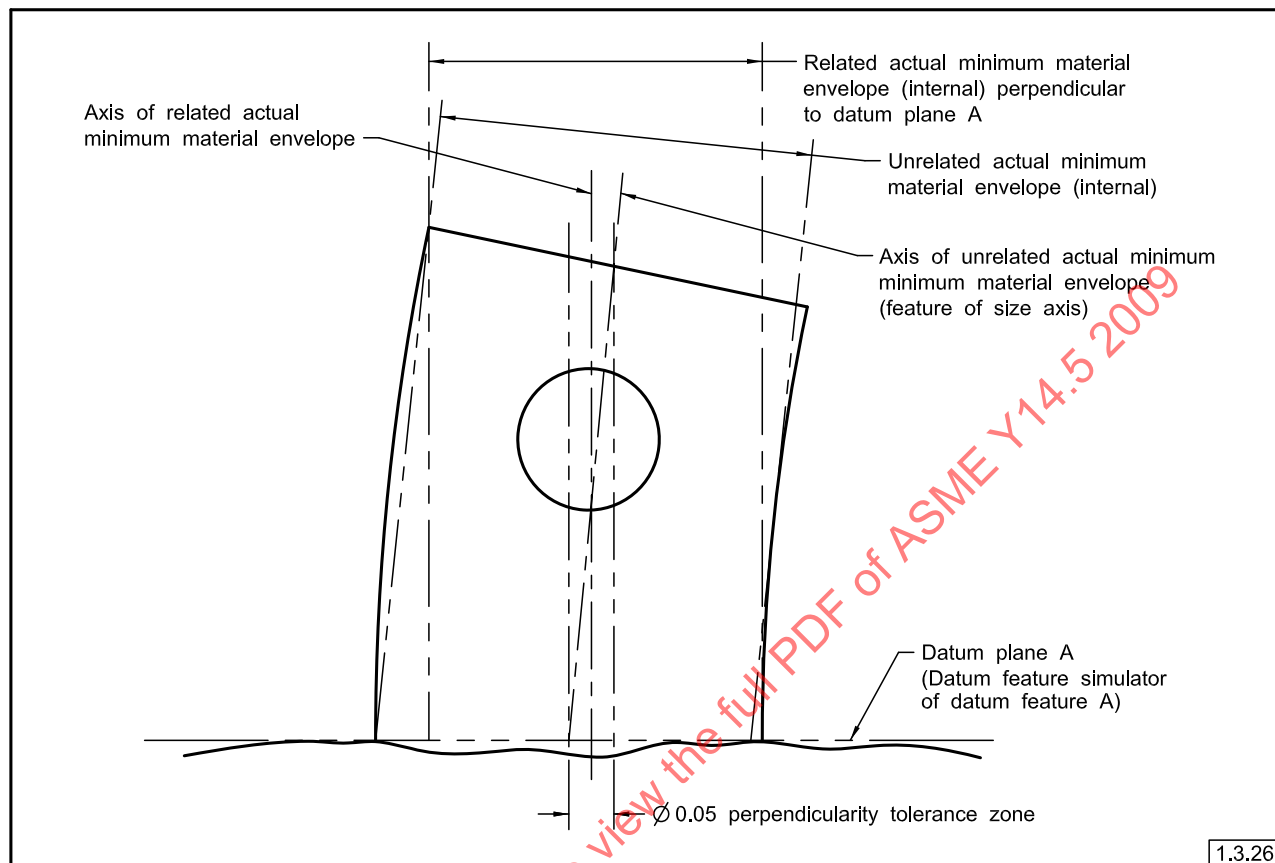 Related actual minimum material
envelope (internal) perpendicular
to datum plane A
Axis of related actual
minimum material envelope
Unrelated actual minimum
material envelope (internal)
Axis of unrelated actual minimum
minimum material envelope
(feature of size axis)
view the full PDF of ASME Y14.5 2009
Datum plane A
(Datum feature simulator
of datum feature A)
∅ 0.05 perpendicularity tolerance zone
1.3.26